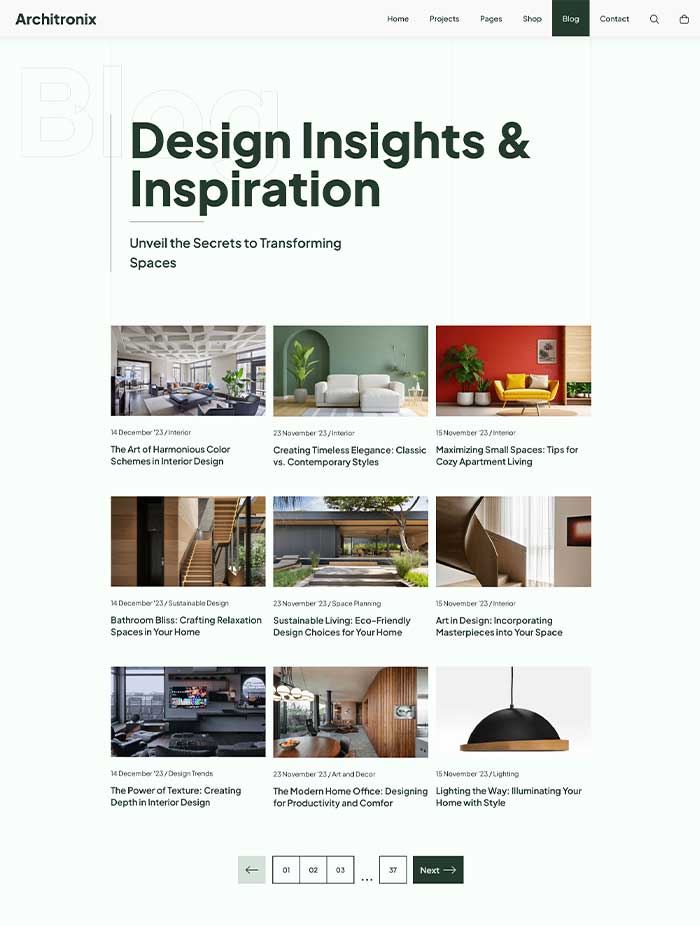 Architronix
Home Projects Pages Shop Blog Contact
Blog
Design Insights &
Inspiration
Unveil the Secrets to Transforming
Spaces
14 December '23 / Interior
The Art of Harmonious Color
Schemes in Interior Design
23 November '23 / Interior
Creating Timeless Elegance: Classic
vs. Contemporary Styles
15 November '23 / Interior
Maximizing Small Spaces: Tips for
Cozy Apartment Living
14 December '23 / Sustainable Design
Bathroom Bliss: Crafting Relaxation
Spaces in Your Home
23 November '23 / Space Planning
Sustainable Living: Eco-Friendly
Design Choices for Your Home
15 November '23 / Interior
Art in Design: Incorporating
Masterpieces into Your Space
14 December '23 / Design Trends
The Power of Texture: Creating
Depth in Interior Design
23 November '23 / Art and Decor
The Modern Home Office: Designing
for Productivity and Comfor
15 November '23 / Lighting
Lighting the Way: Illuminating Your
Home with Style
01 02 03 ... 37 Next